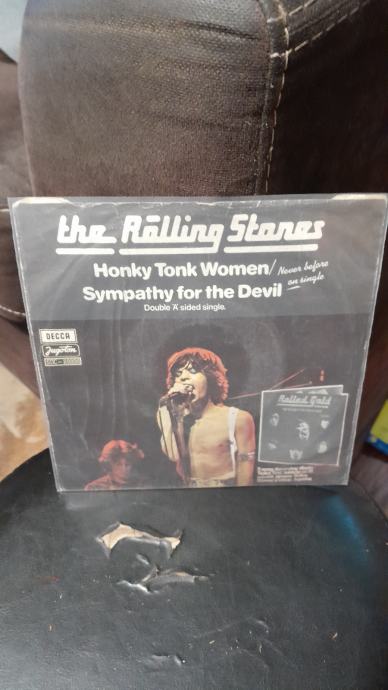 the Rolling Stones
Honky Tonk Women/
Never before
on single
Sympathy for the Devil
Double 'A' sided single.
DECCA
Jugoton
Rolled Gold